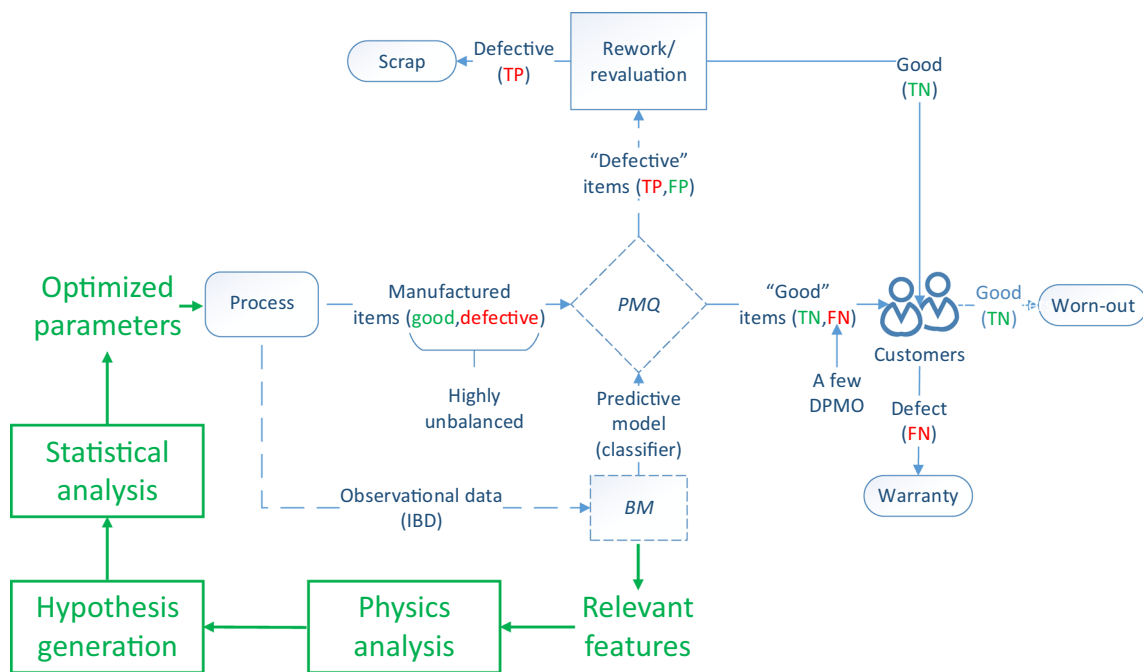 Scrap
Defective
(TP)
Rework/
revaluation
Good
(TN)
“Defective”
items (TP,FP)
Optimized
parameters
Process
Manufactured
items (good,defective)
Highly
unbalanced
PMQ
“Good”
items (TN,FN)
A few
DPMO
Customers
Good
(TN)
Worn-out
Predictive
model
(classifier)
Defect
(FN)
Warranty
Statistical
analysis
Observational data
(IBD)
BM
Hypothesis
generation
Physics
analysis
Relevant
features